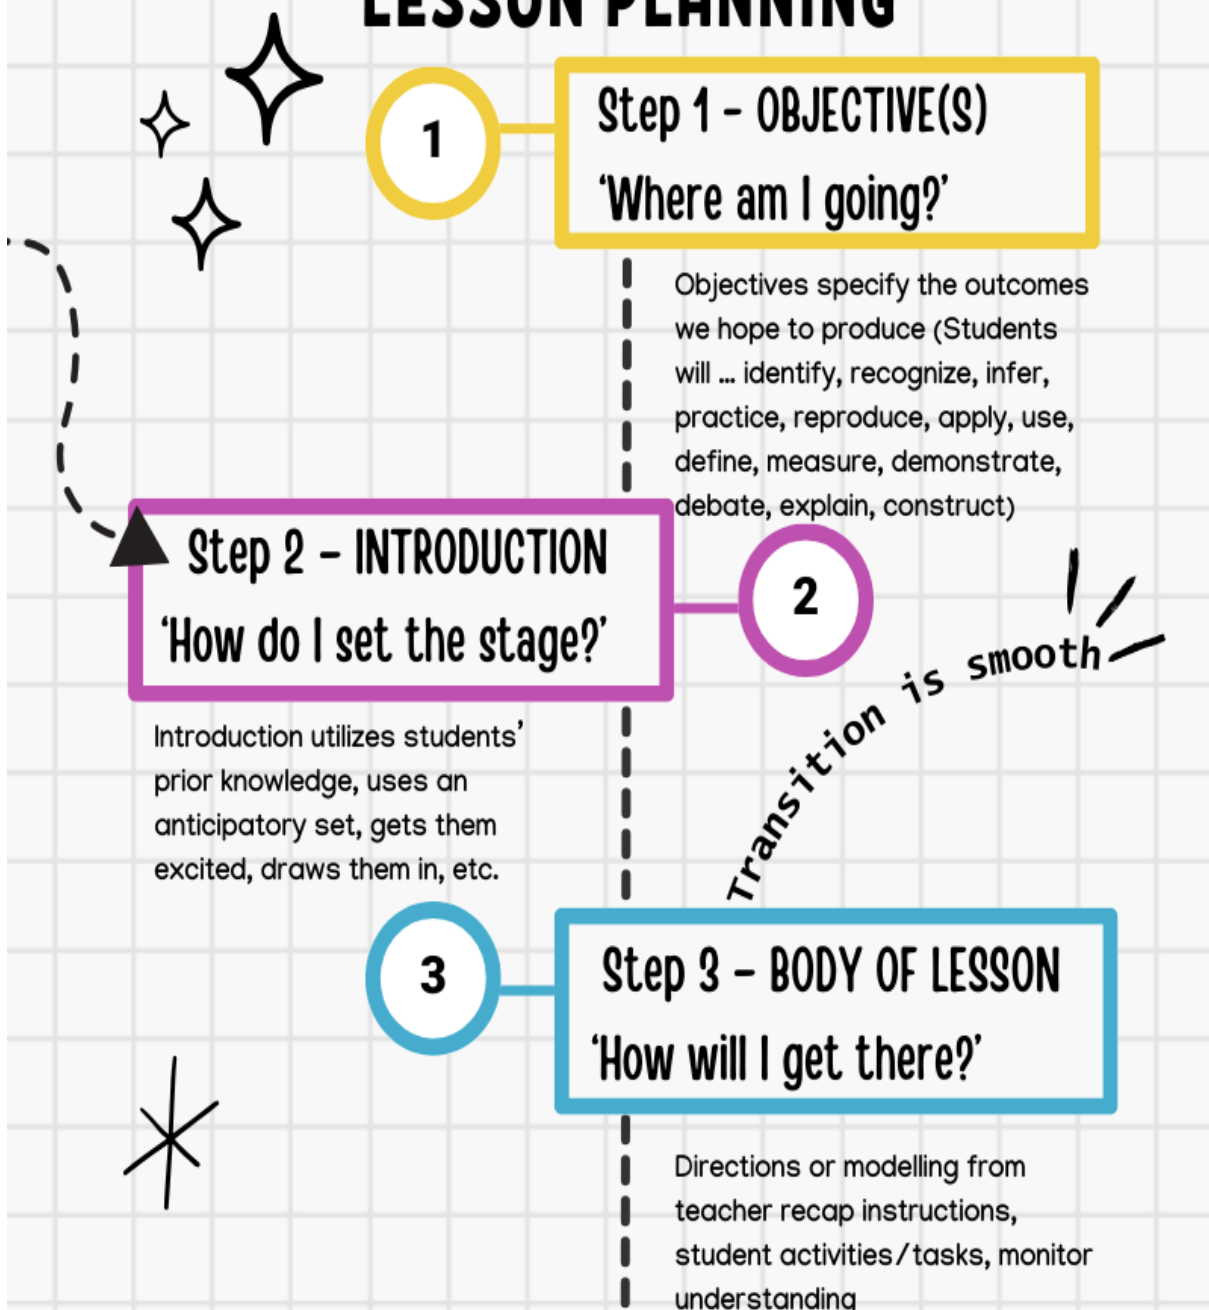 LESSON PLANNING
1
Step 1 - OBJECTIVE(S)
‘Where am I going?’
Objectives specify the outcomes
we hope to produce (Students
will ... identify, recognize, infer,
practice, reproduce, apply, use,
define, measure, demonstrate,
debate, explain, construct)
Step 2 - INTRODUCTION
‘How do I set the stage?’
2
Introduction utilizes students’
prior knowledge, uses an
anticipatory set, gets them
excited, draws them in, etc.
Transition is smooth
3
Step 3 - BODY OF LESSON
‘How will I get there?’
Directions or modelling from
teacher recap instructions,
student activities/tasks, monitor
understanding